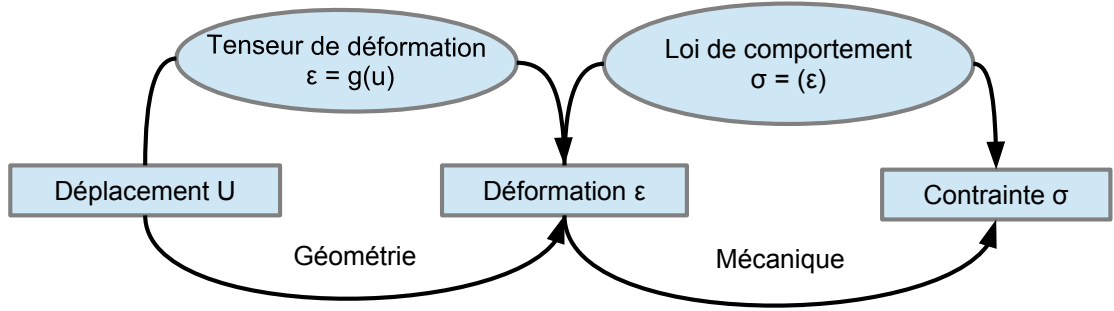 Tenseur de déformation
ε = g(u)
Loi de comportement
σ = (ε)
Déplacement U
Déformation ε
Contrainte σ
Géométrie
Mécanique